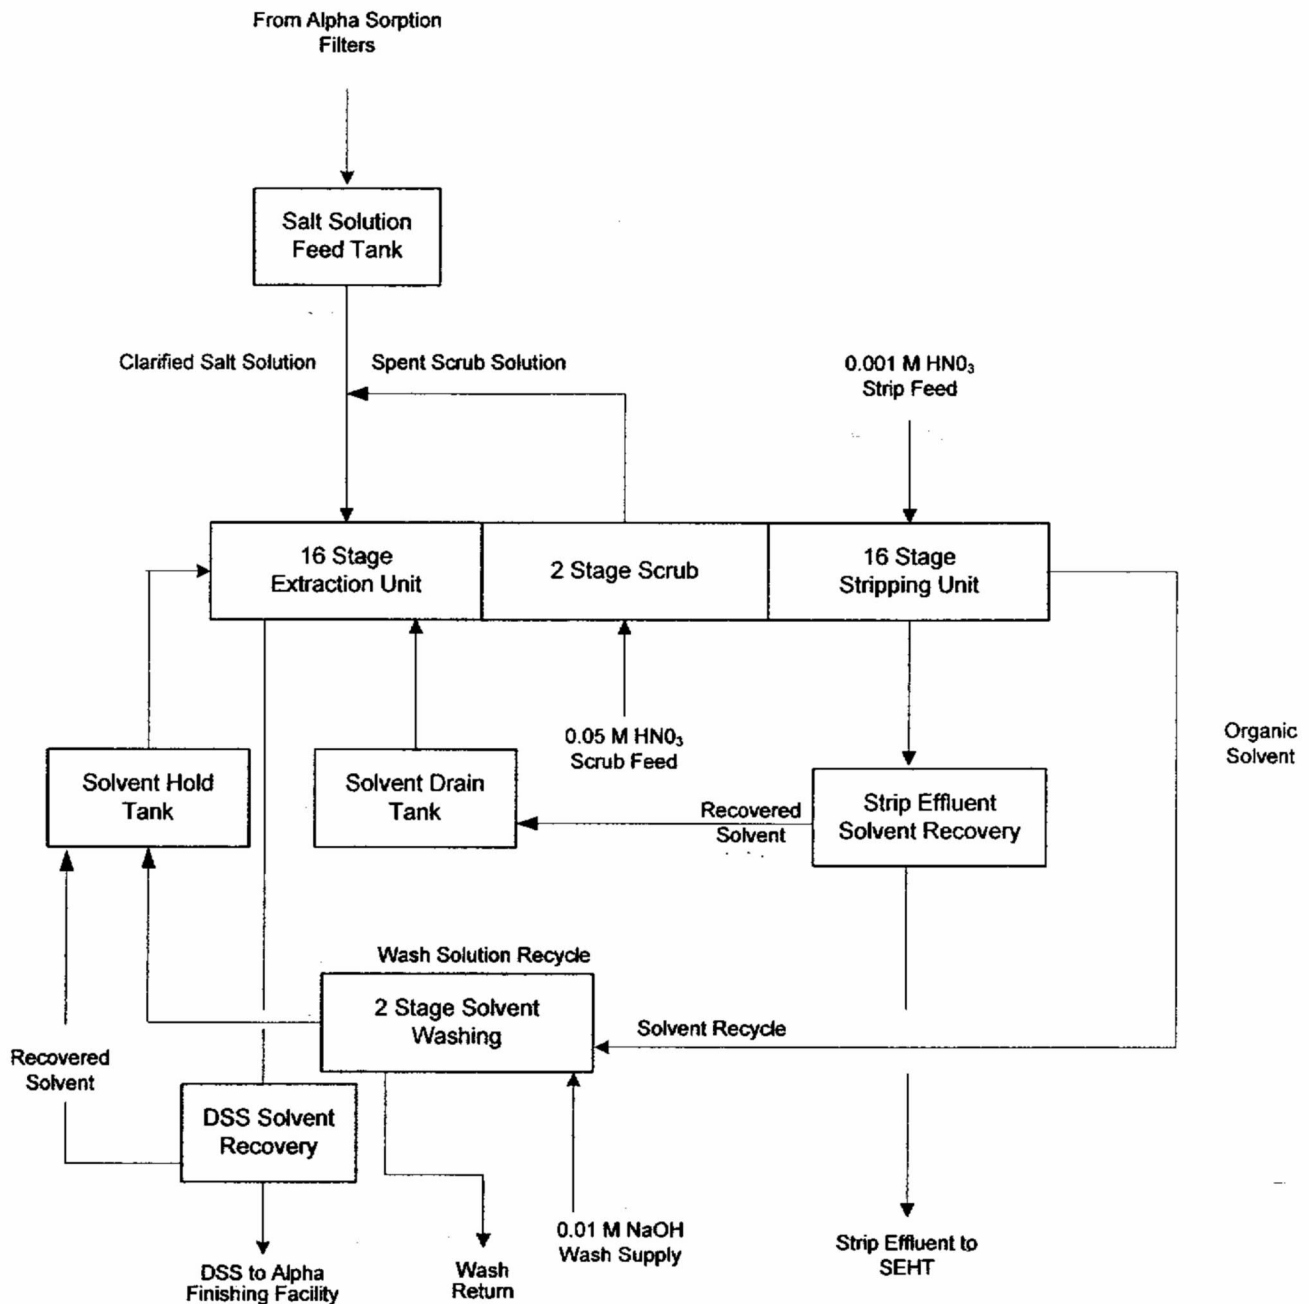 From Alpha Sorption
Filters
Salt Solution
Feed Tank
Clarified Salt Solution
Spent Scrub Solution
0.001 M HN0₃
Strip Feed
16 Stage
Extraction Unit
2 Stage Scrub
16 Stage
Stripping Unit
0.05 M HN0₃
Scrub Feed
Organic
Solvent
Solvent Hold
Tank
Solvent Drain
Tank
Recovered
Solvent
Strip Effluent
Solvent Recovery
Wash Solution Recycle
2 Stage Solvent
Washing
Solvent Recycle
Recovered
Solvent
DSS Solvent
Recovery
0.01 M NaOH
Wash Supply
Strip Effluent to
SEHT
DSS to Alpha
Finishing Facility
Wash
Return